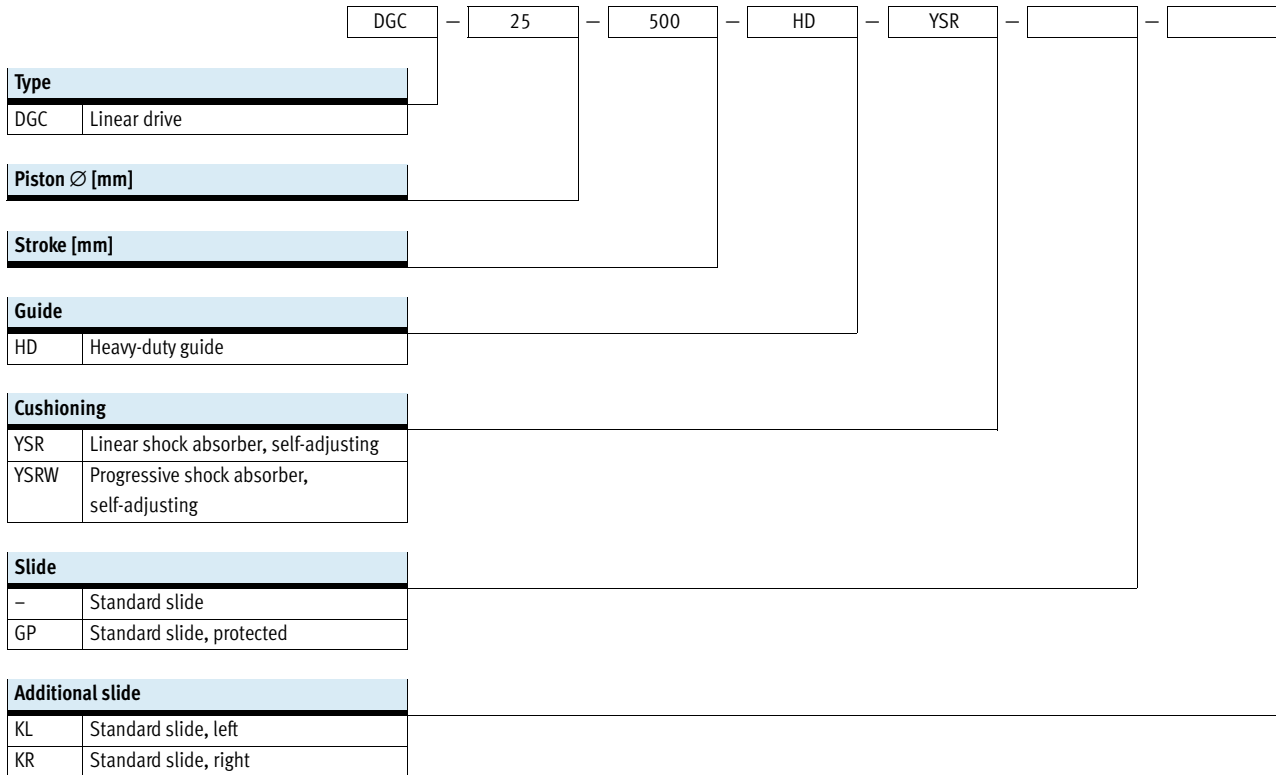 DGC – 25 – 500 – HD – YSR – –
Type
DGC Linear drive
Piston ∅ [mm]
Stroke [mm]
Guide
HD Heavy-duty guide
Cushioning
YSR Linear shock absorber, self-adjusting
YSRW Progressive shock absorber,
self-adjusting
Slide
– Standard slide
GP Standard slide, protected
Additional slide
KL Standard slide, left
KR Standard slide, right